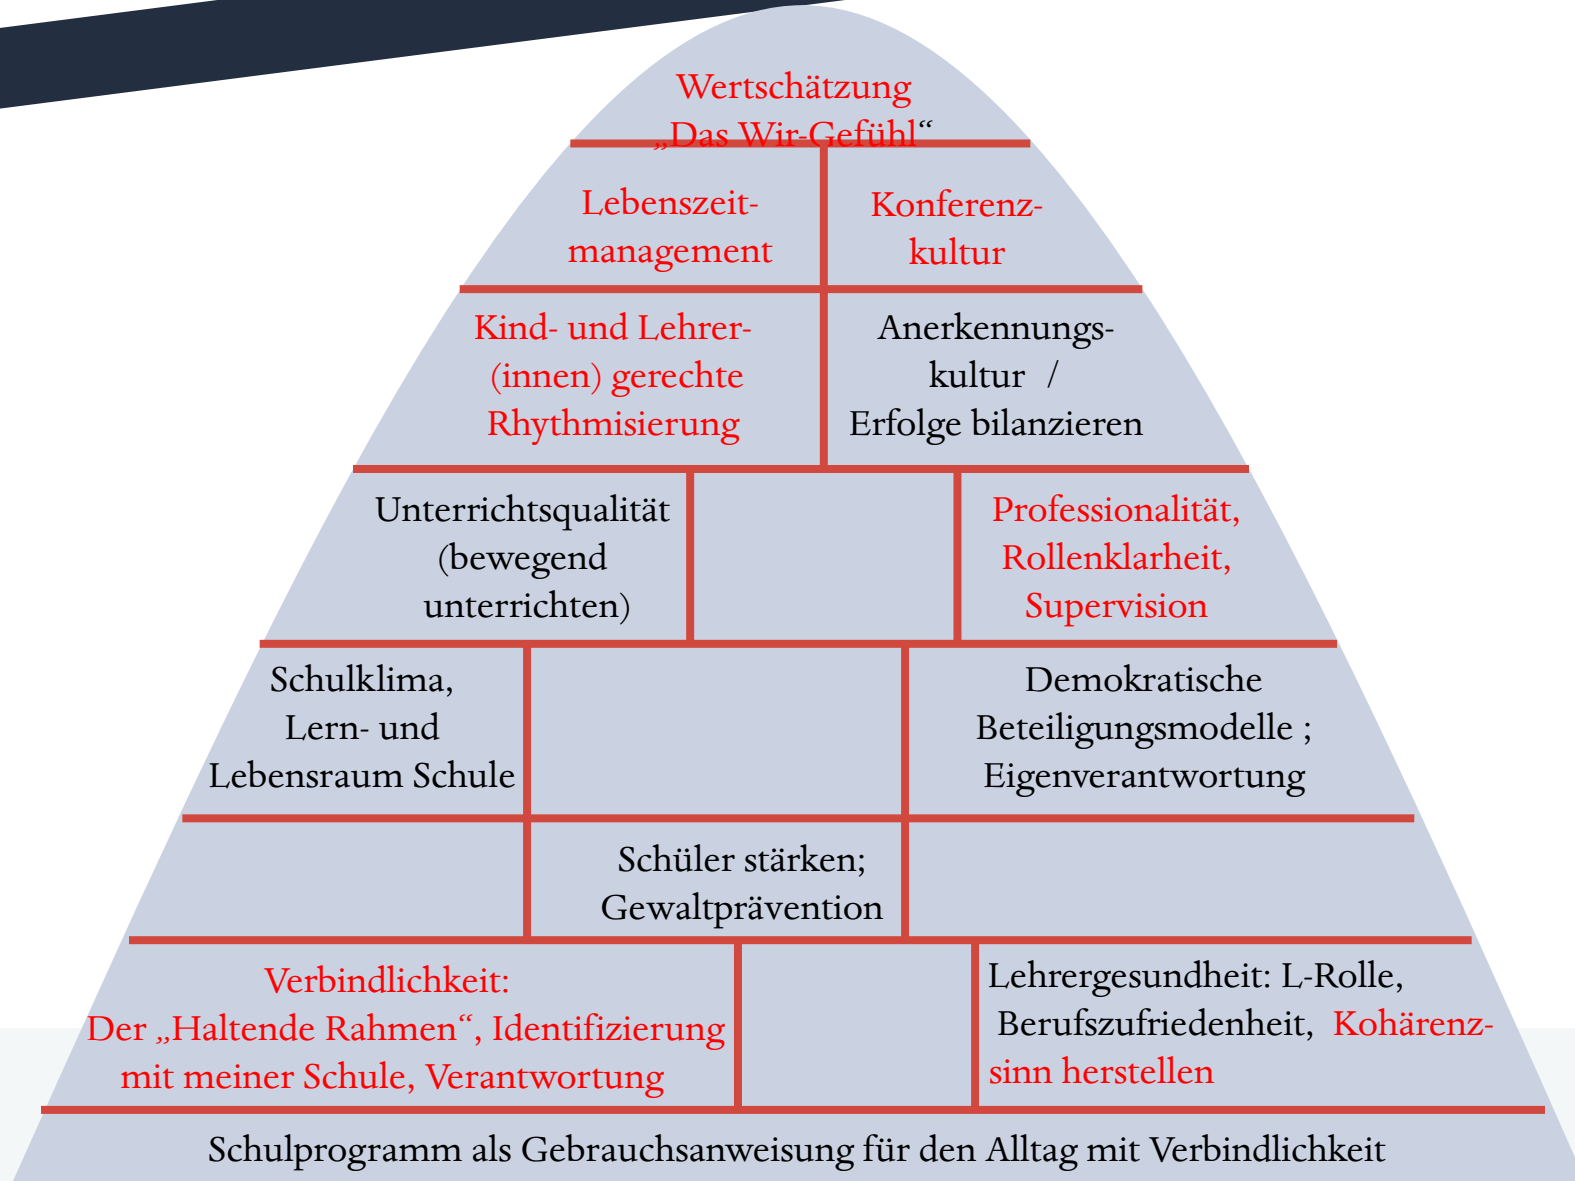 Wertschätzung
„Das Wir-Gefühl“
Lebenszeit-
management
Konferenz-
kultur
Kind- und Lehrer-
(innen) gerechte
Rhythmisierung
Anerkennungs-
kultur /
Erfolge bilanzieren
Unterrichtsqualität
(bewegend
unterrichten)
Professionalität,
Rollenklarheit,
Supervision
Schulklima,
Lern- und
Lebensraum Schule
Demokratische
Beteiligungsmodelle ;
Eigenverantwortung
Schüler stärken;
Gewaltprävention
Verbindlichkeit:
Der „Haltende Rahmen“, Identifizierung
mit meiner Schule, Verantwortung
Lehrergesundheit: L-Rolle,
Berufszufriedenheit, Kohärenz-
sinn herstellen
Schulprogramm als Gebrauchsanweisung für den Alltag mit Verbindlichkeit